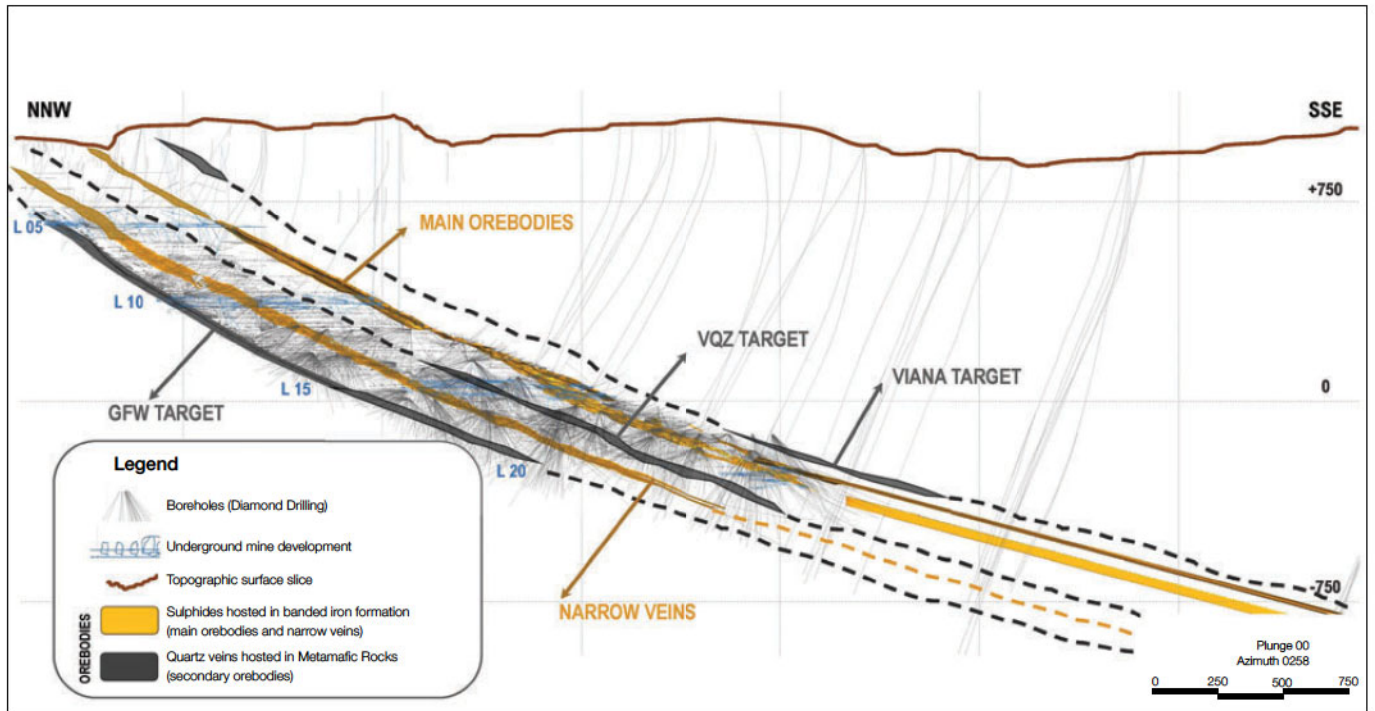 NNW
SSE
+750
MAIN OREBODIES
L 05
L 10
VQZ TARGET
VIANA TARGET
0
L 15
GFW TARGET
L 20
Legend
Boreholes (Diamond Drilling)
Underground mine development
Topographic surface slice
OREBODIES
Sulphides hosted in banded iron formation
(main orebodies and narrow veins)
Quartz veins hosted in Metamafic Rocks
(secondary orebodies)
NARROW VEINS
-750
Plunge 00
Azimuth 0258
0 250 500 750